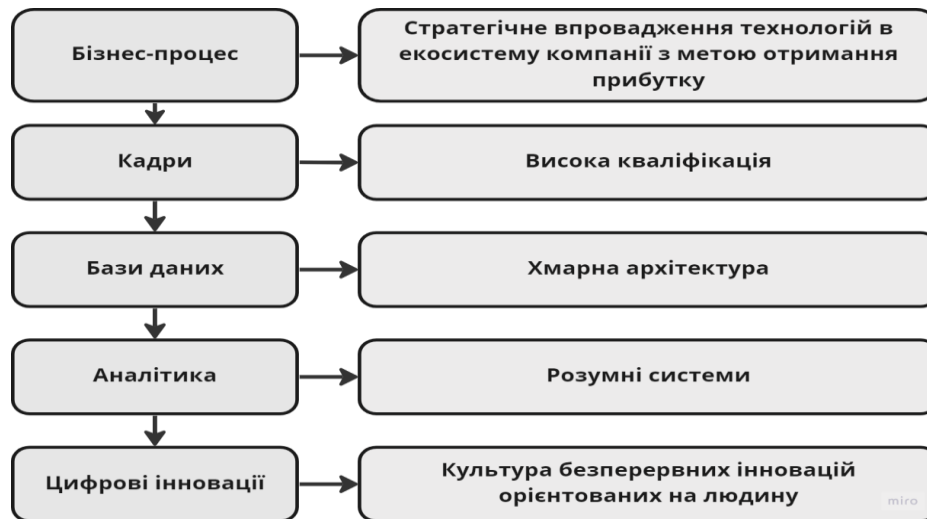 Бізнес-процес
Стратегічне впровадження технологій в
екосистему компанії з метою отримання
прибутку
Кадри
Висока кваліфікація
Бази даних
Хмарна архітектура
Аналітика
Розумні системи
Цифрові інновації
Культура безперервних інновацій
орієнтованих на людину
miro